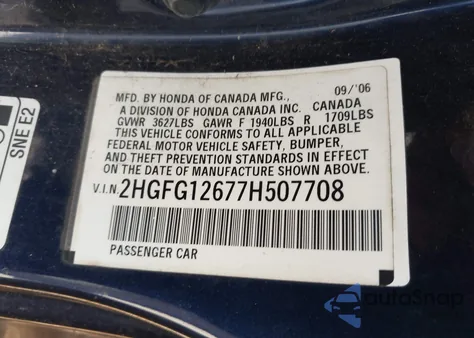 SNE E2
MFD. BY HONDA OF CANADA MFG., 09/'06
A DIVISION OF HONDA CANADA INC. CANADA
GVWR 3627LBS GAWR F 1940LBS R 1709LBS
THIS VEHICLE CONFORMS TO ALL APPLICABLE
FEDERAL MOTOR VEHICLE SAFETY, BUMPER,
AND THEFT PREVENTION STANDARDS IN EFFECT
ON THE DATE OF MANUFACTURE SHOWN ABOVE.
V.I.N. 2HGFG12677H507708
PASSENGER CAR
autoSnap